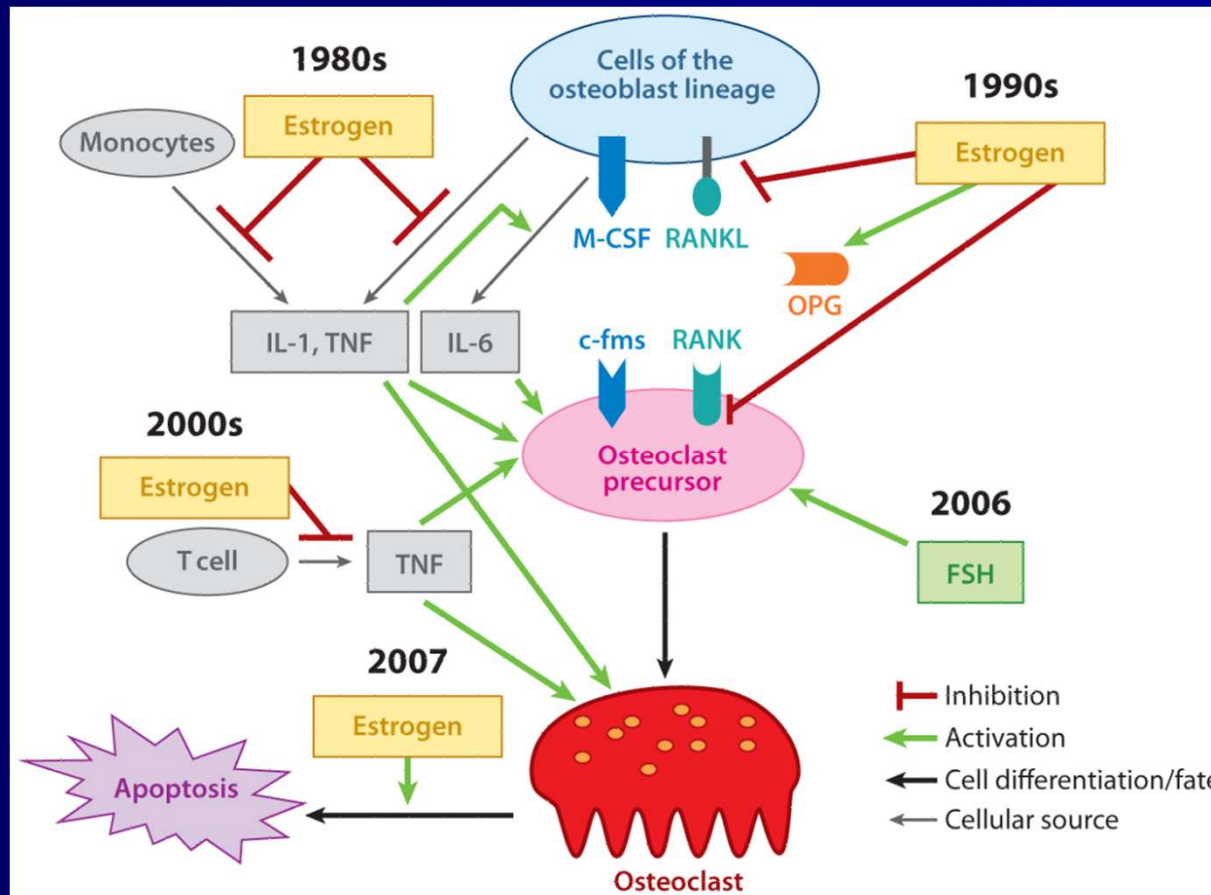 1980s
Estrogen
Monocytes
Cells of the
osteoblast lineage
1990s
Estrogen
M-CSF
RANKL
OPG
IL-1, TNF
IL-6
c-fms
RANK
Osteoclast
precursor
2000s
Estrogen
T cell
TNF
2006
FSH
2007
Estrogen
Apoptosis
Osteoclast
Inhibition
Activation
Cell differentiation/fate
Cellular source